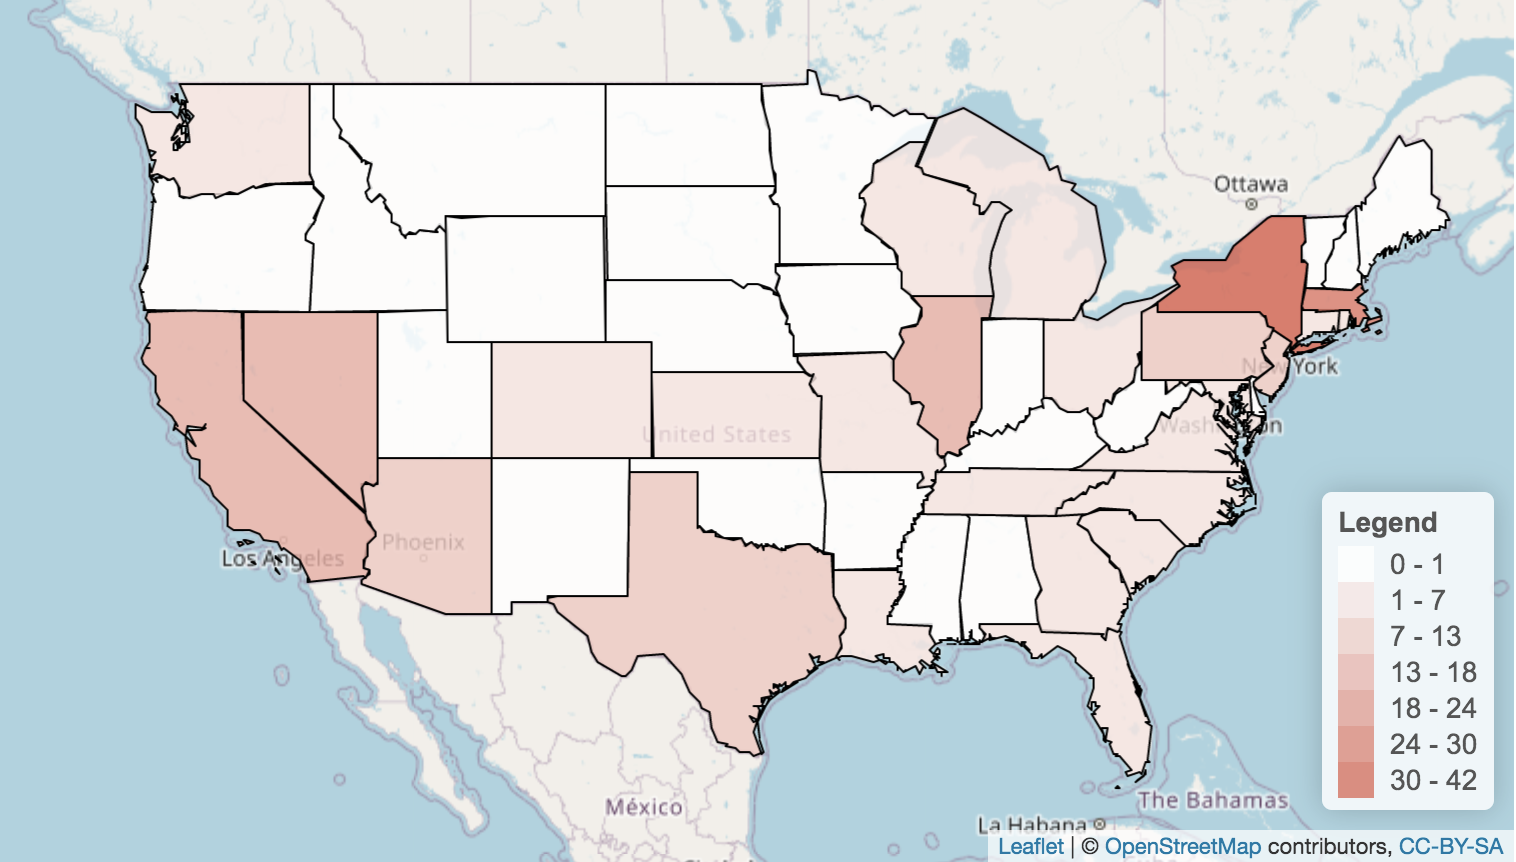 Ottawa
New York
United States
Washington
Phoenix
Los Angeles
Legend
0 - 1
1 - 7
7 - 13
13 - 18
18 - 24
24 - 30
30 - 42
México
The Bahamas
La Habana
Leaflet | © OpenStreetMap contributors, CC-BY-SA